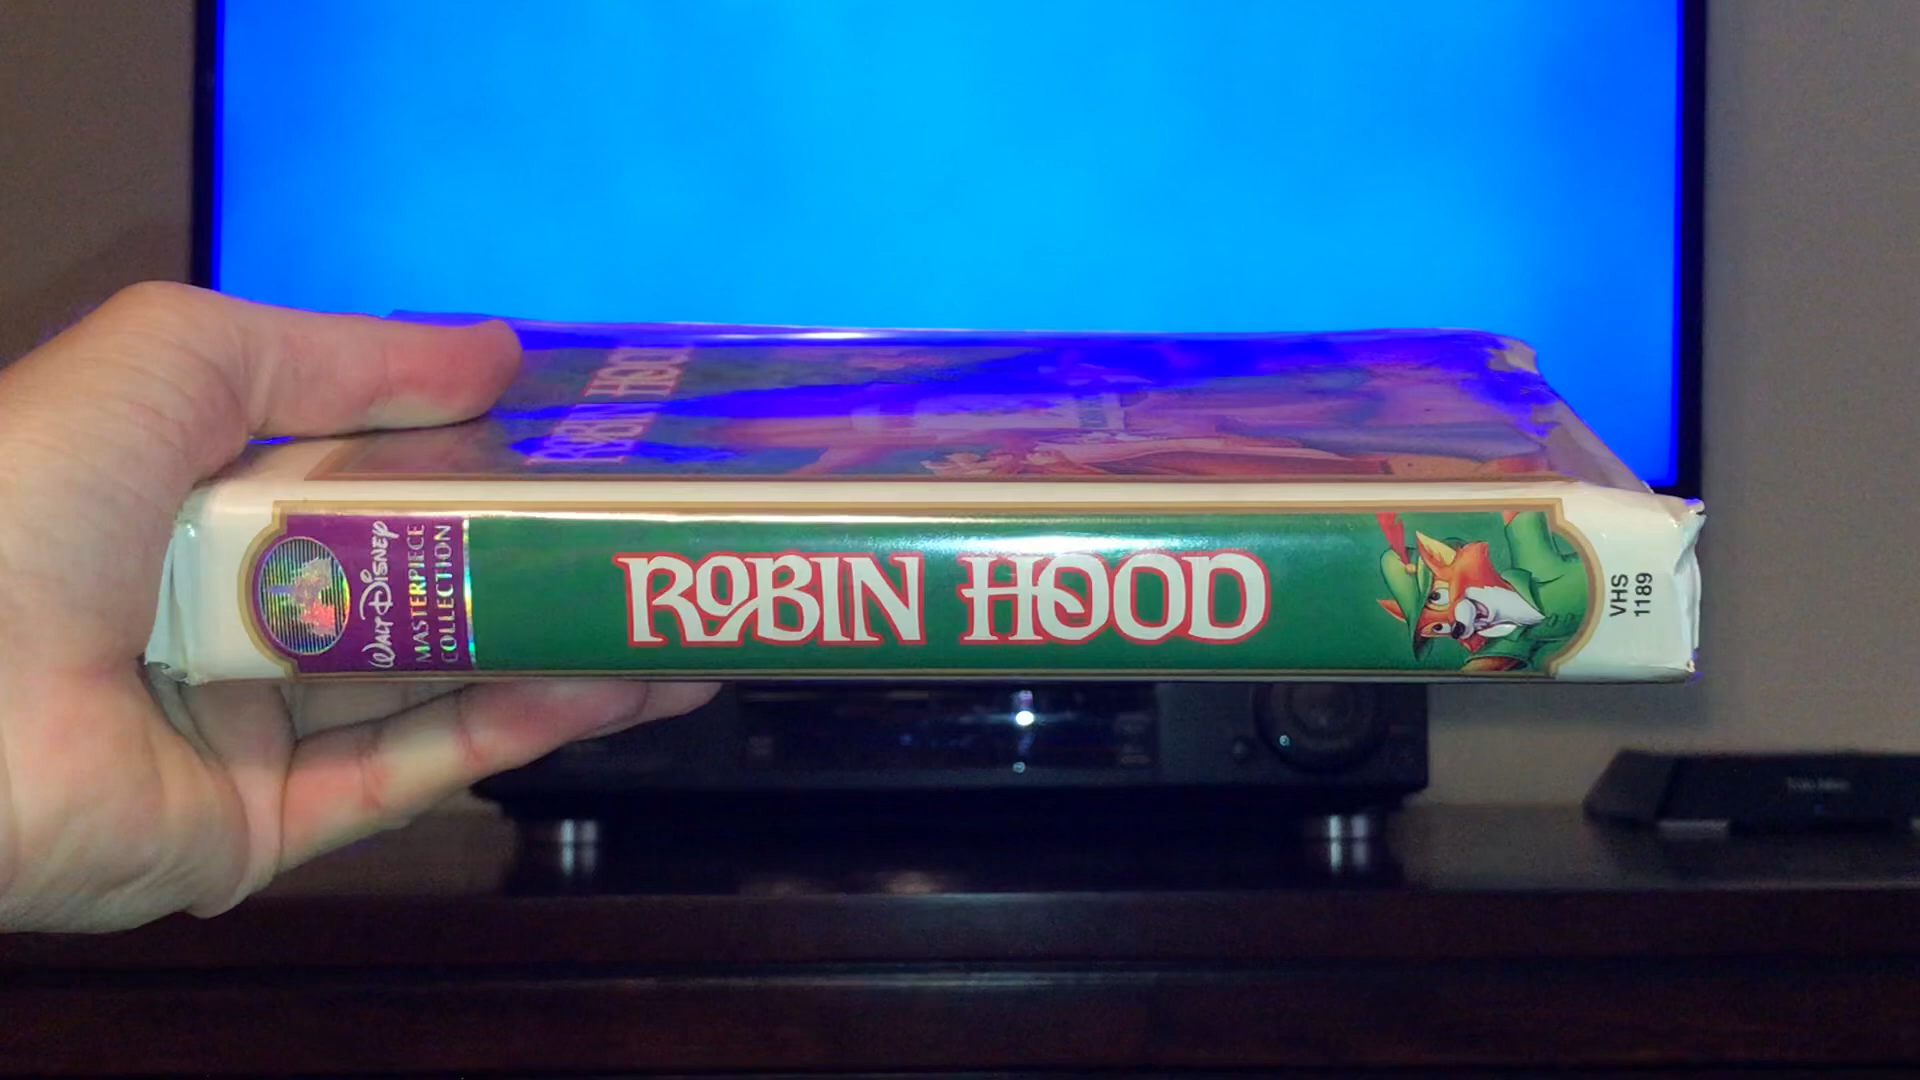 ROBIN HOOD
WALT DISNEY
MASTERPIECE
COLLECTION
ROBIN HOOD
VHS
1189